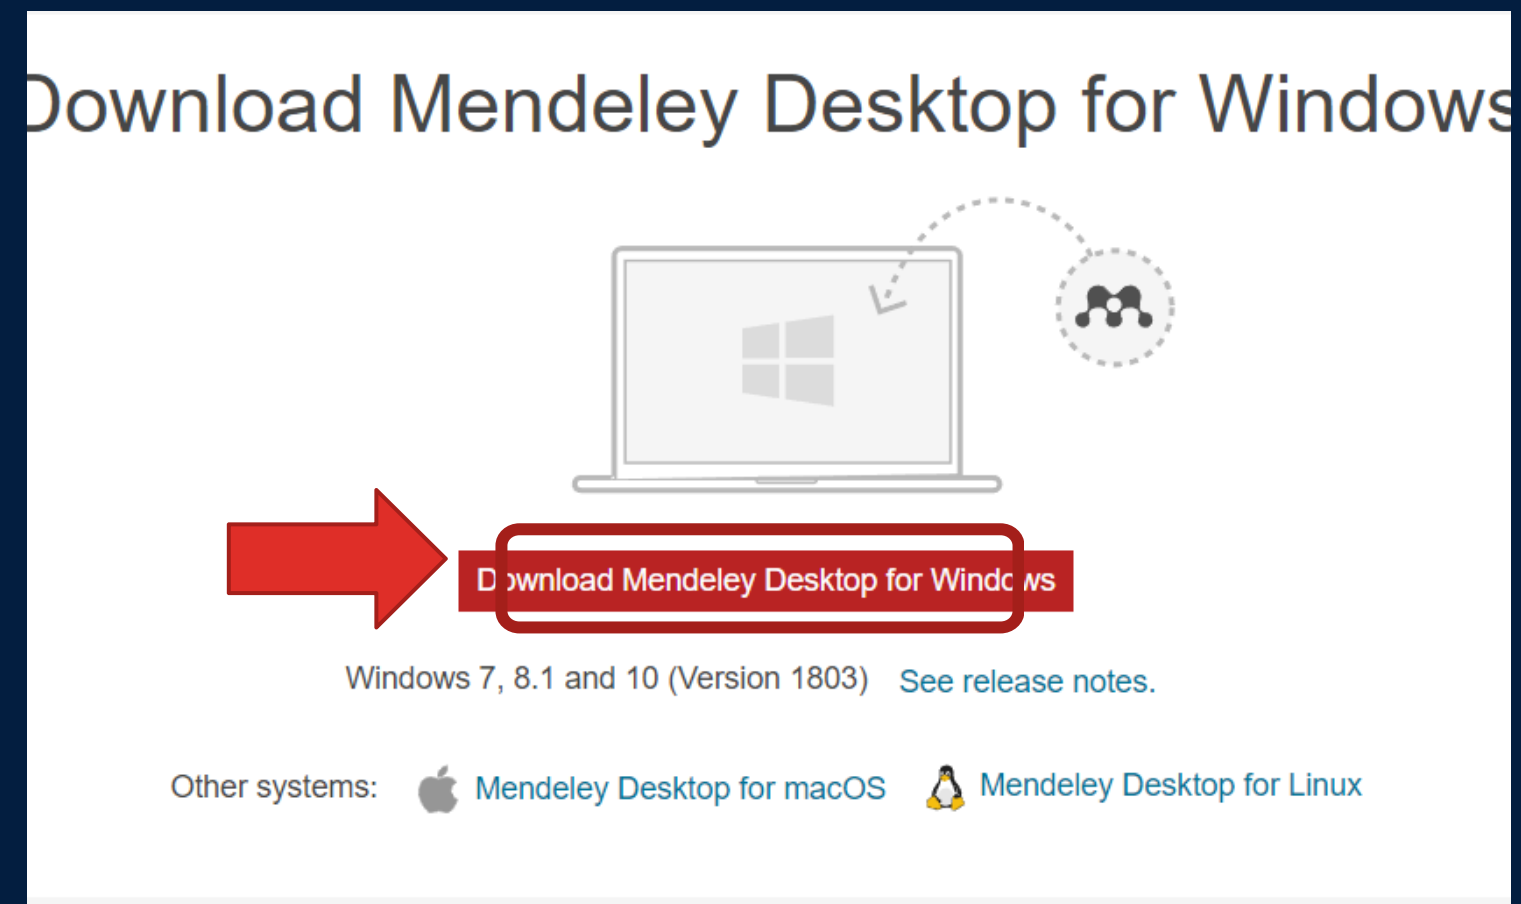 Download Mendeley Desktop for Windows
Download Mendeley Desktop for Windows
Windows 7, 8.1 and 10 (Version 1803) See release notes.
Other systems: Mendeley Desktop for macOS Mendeley Desktop for Linux